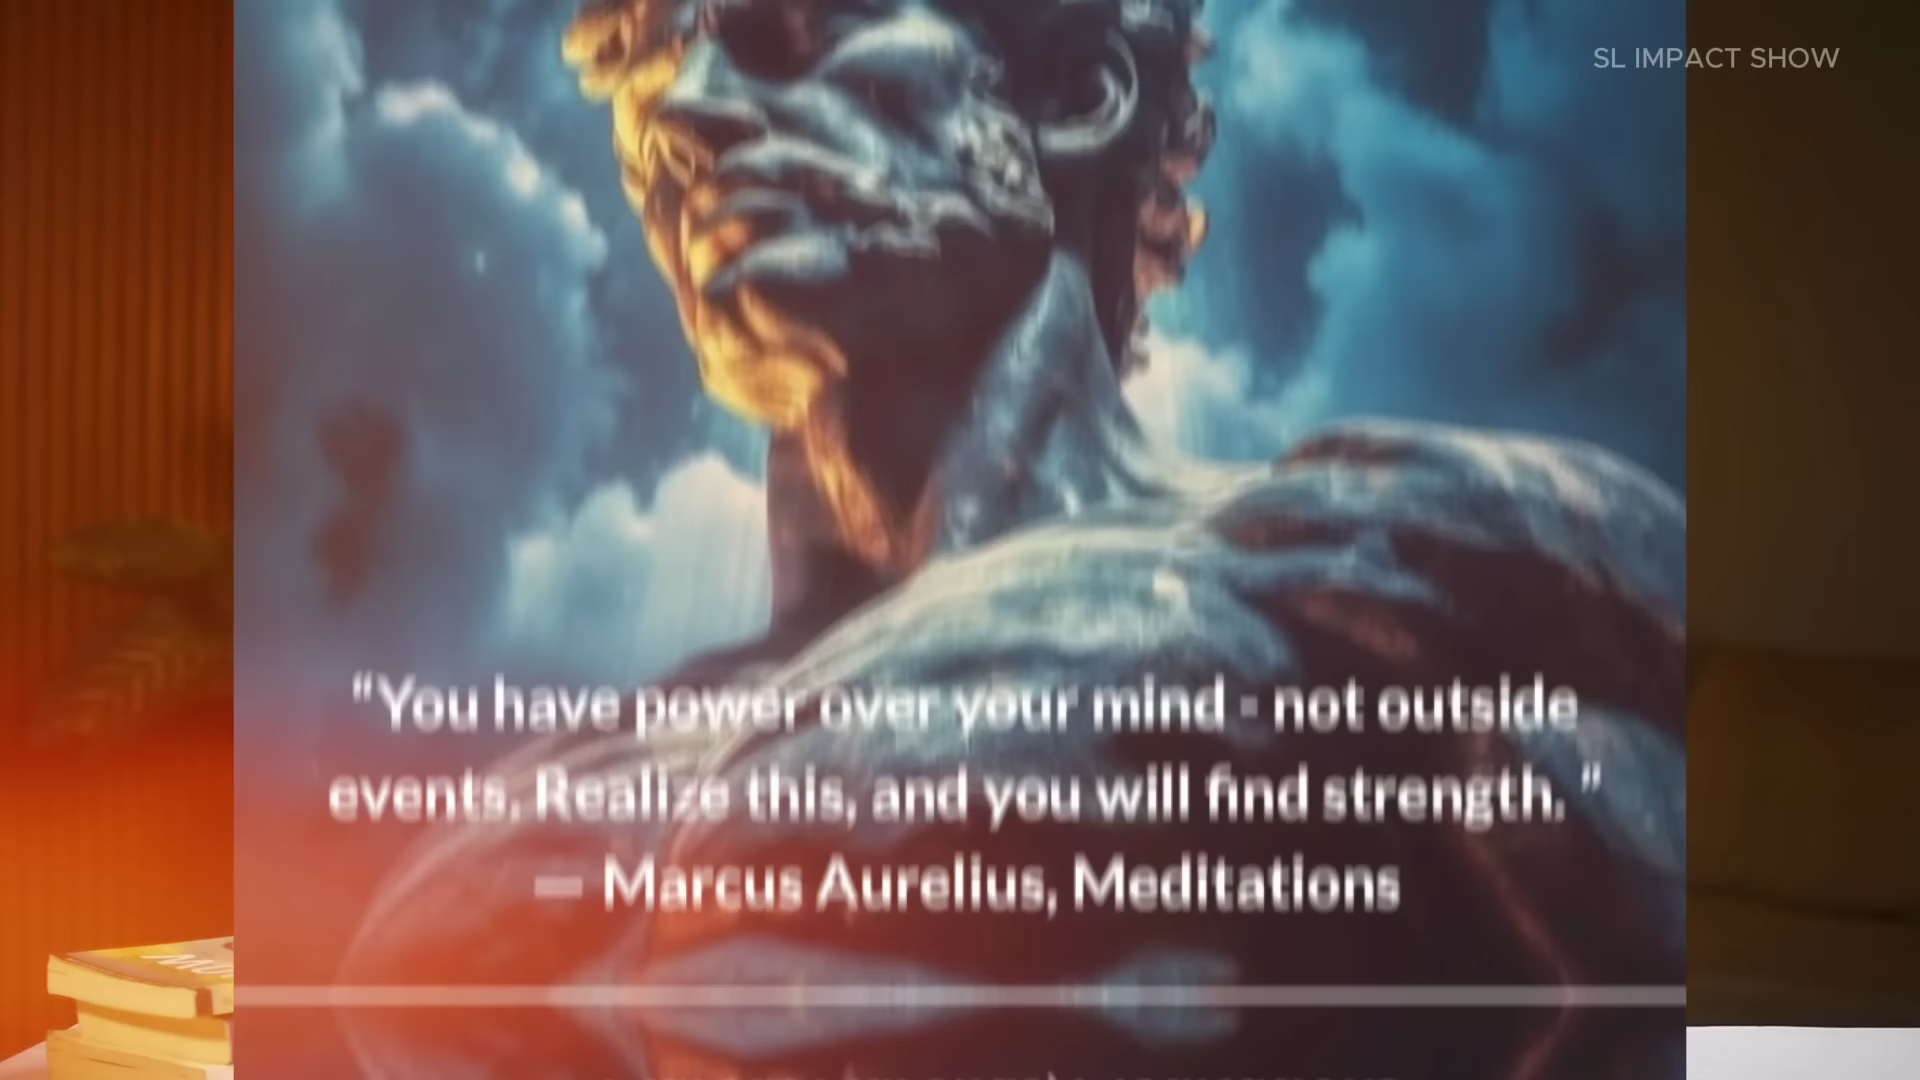 SL IMPACT SHOW
“You have power over your mind - not outside
events. Realize this, and you will find strength. ”
— Marcus Aurelius, Meditations